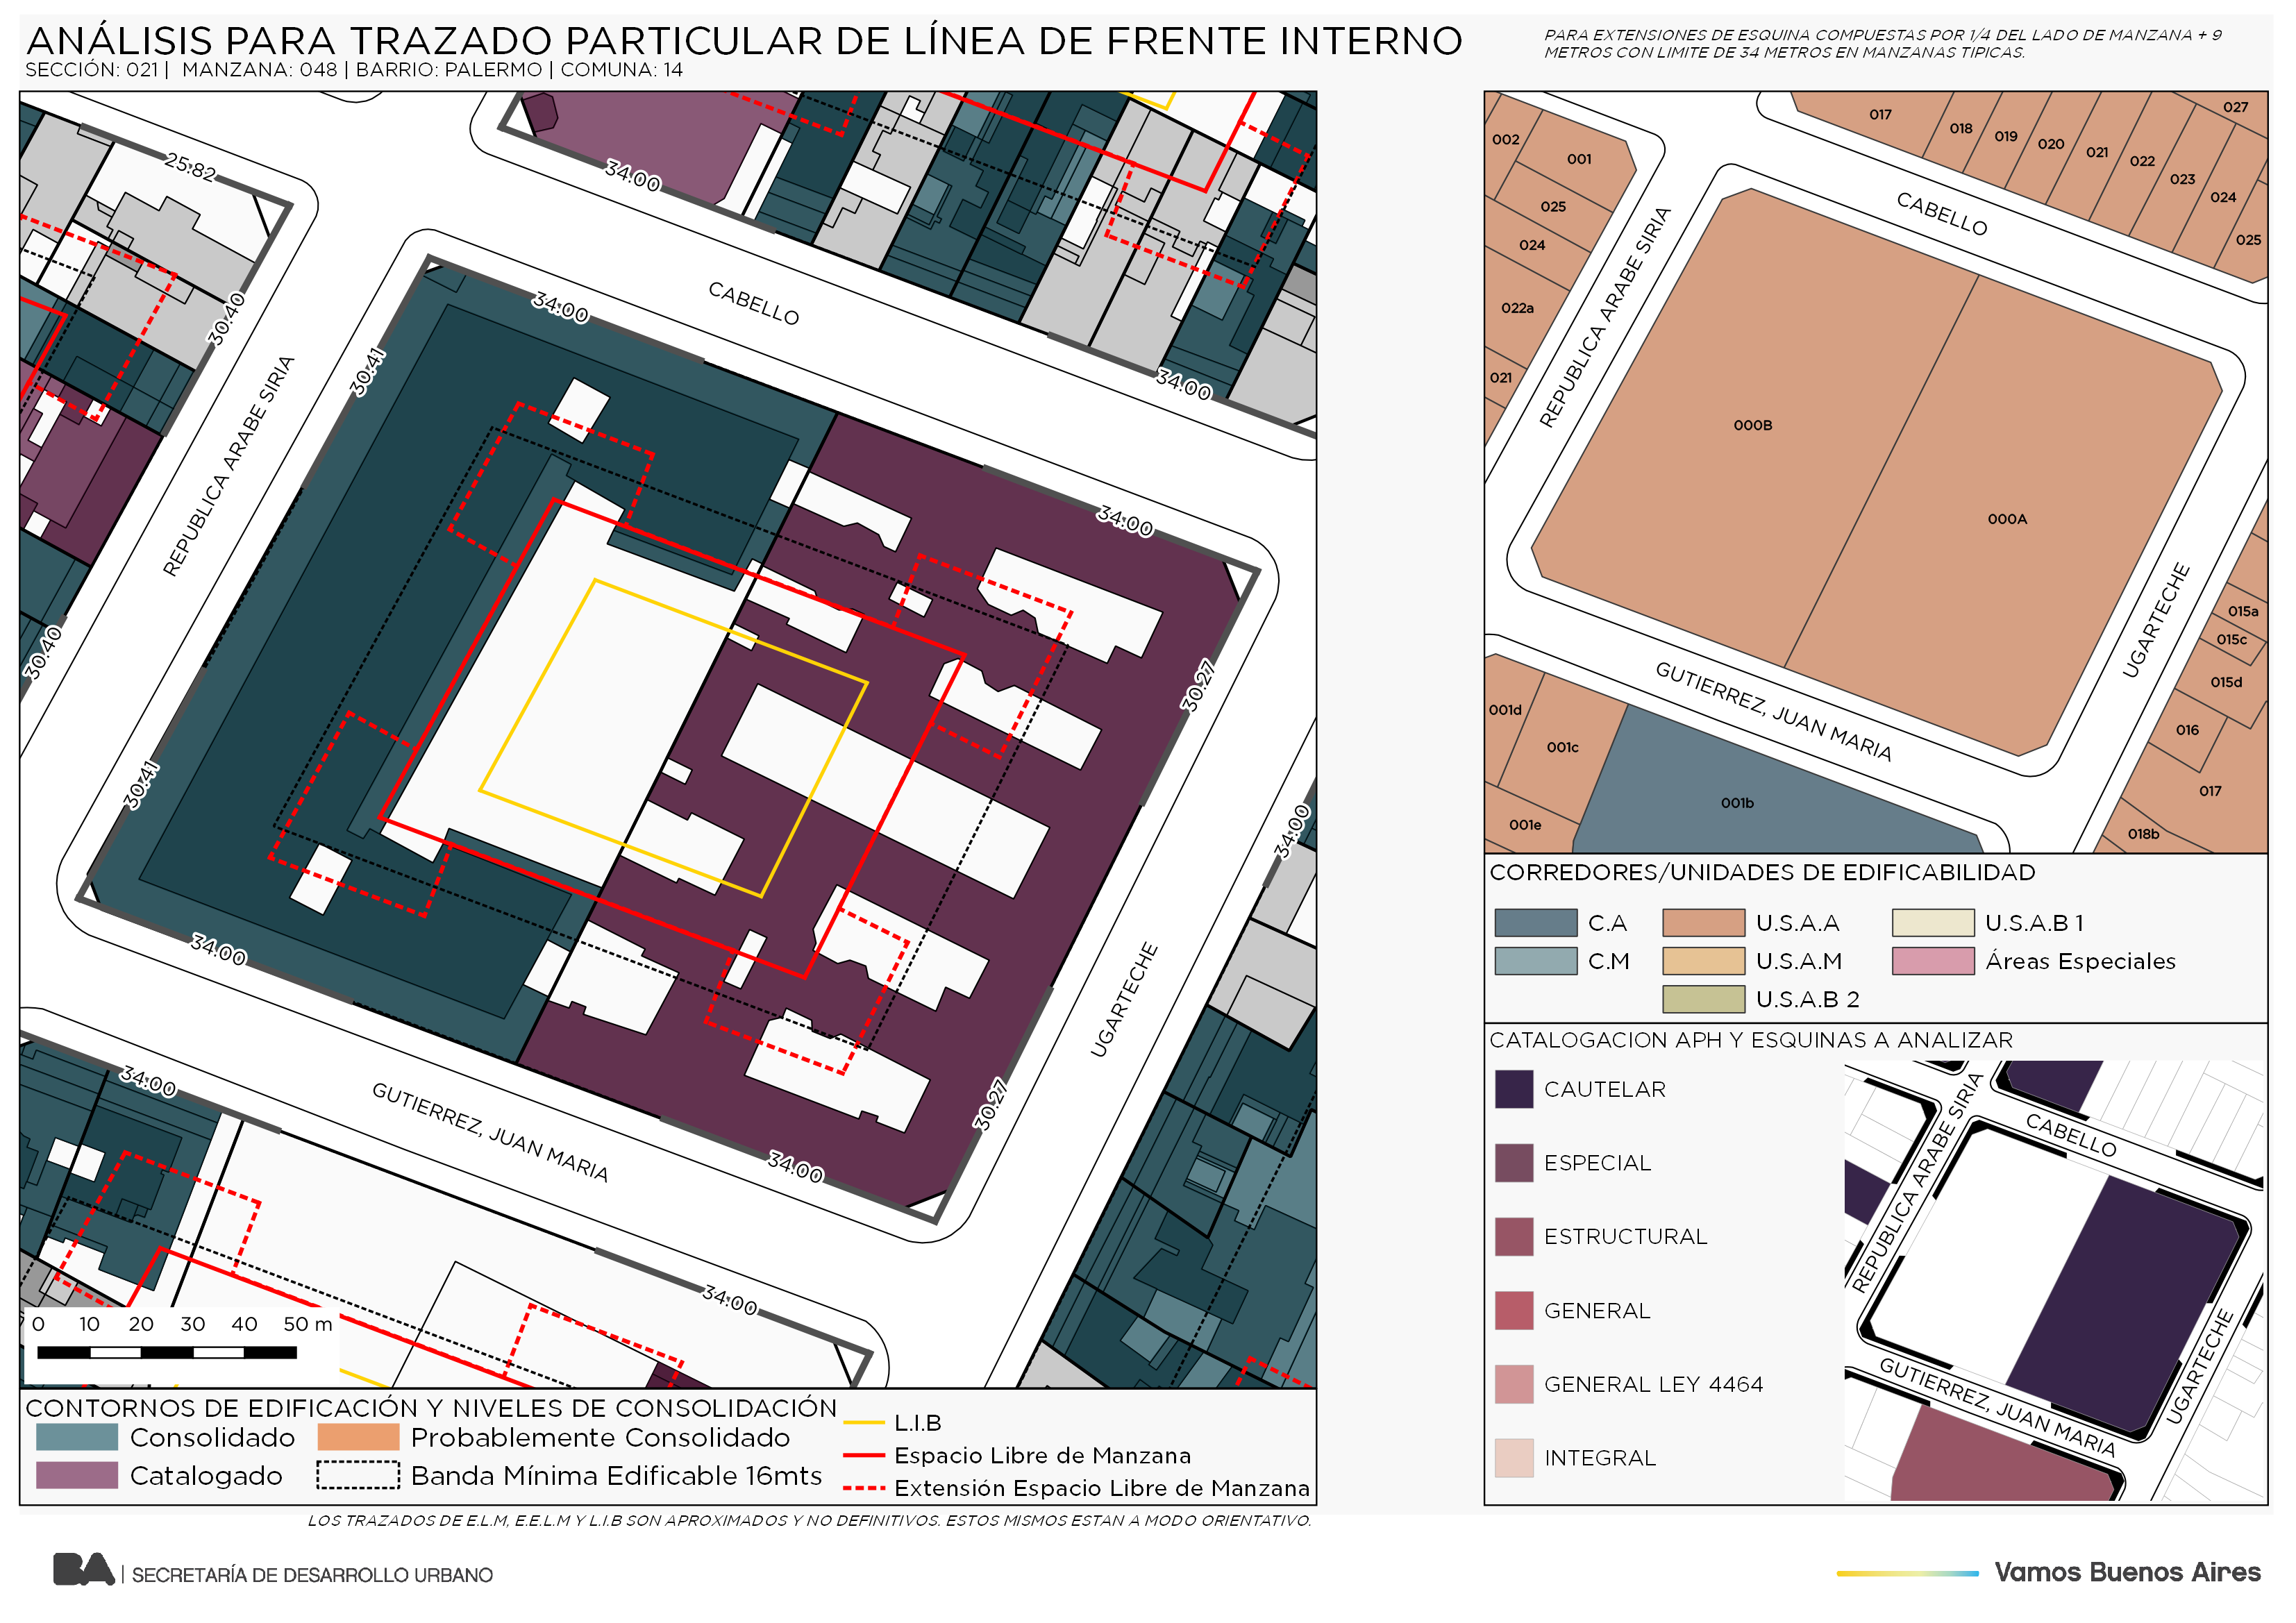 ANÁLISIS PARA TRAZADO PARTICULAR DE LÍNEA DE FRENTE INTERNO
SECCIÓN: 021 | MANZANA: 048 | BARRIO: PALERMO | COMUNA: 14
PARA EXTENSIONES DE ESQUINA COMPUESTAS POR 1/4 DEL LADO DE MANZANA + 9
METROS CON LIMITE DE 34 METROS EN MANZANAS TIPICAS.
25.82
34.00
30.40
34.00
CABELLO
34.00
30.41
REPUBLICA ARABE SIRIA
34.00
30.40
30.27
30.41
34.00
34.00
UGARTECHE
34.00
GUTIERREZ, JUAN MARIA
30.27
34.00
34.00
0 10 20 30 40 50 m
CONTORNOS DE EDIFICACIÓN Y NIVELES DE CONSOLIDACIÓN
Consolidado
Probablemente Consolidado
Catalogado
Banda Mínima Edificable 16mts
L.I.B
Espacio Libre de Manzana
Extensión Espacio Libre de Manzana
LOS TRAZADOS DE E.L.M, E.E.L.M Y L.I.B SON APROXIMADOS Y NO DEFINITIVOS. ESTOS MISMOS ESTAN A MODO ORIENTATIVO.
002
001
025
024
022a
021
017
018
019
020
021
022
023
024
025
027
CABELLO
REPUBLICA ARABE SIRIA
000B
000A
UGARTECHE
GUTIERREZ, JUAN MARIA
015a
015c
015d
016
017
018b
001d
001c
001e
001b
CORREDORES/UNIDADES DE EDIFICABILIDAD
C.A
U.S.A.A
U.S.A.B 1
C.M
U.S.A.M
Áreas Especiales
U.S.A.B 2
CATALOGACION APH Y ESQUINAS A ANALIZAR
CAUTELAR
ESPECIAL
ESTRUCTURAL
GENERAL
GENERAL LEY 4464
INTEGRAL
REPUBLICA ARABE SIRIA
CABELLO
GUTIERREZ, JUAN MARIA
UGARTECHE
BA | SECRETARÍA DE DESARROLLO URBANO
Vamos Buenos Aires